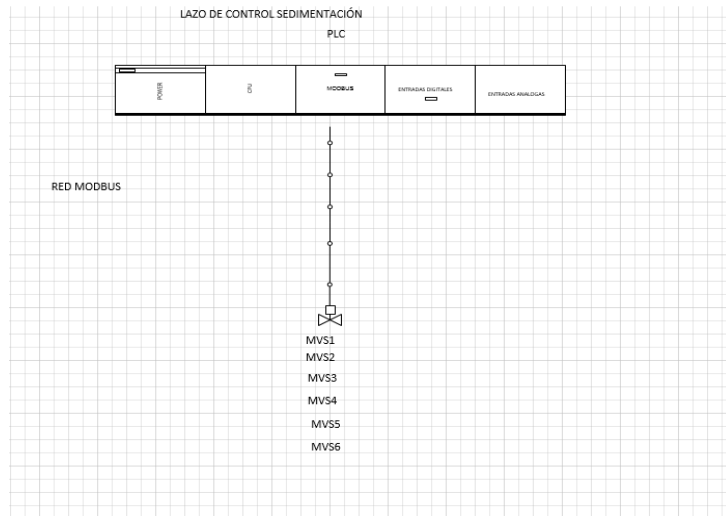 LAZO DE CONTROL SEDIMENTACIÓN
PLC
POWER
CPU
MODBUS
ENTRADAS DIGITALES
ENTRADAS ANALOGAS
RED MODBUS
MVS1
MVS2
MVS3
MVS4
MVS5
MVS6